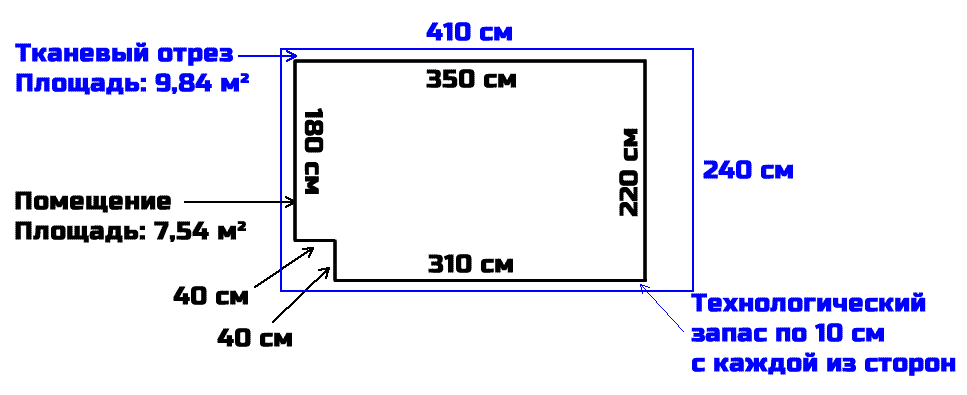 410 см
Тканевый отрез
Площадь: 9,84 м²
350 см
180 см
220 см
240 см
Помещение
Площадь: 7,54 м²
310 см
40 см
40 см
Технологический
запас по 10 см
с каждой из сторон